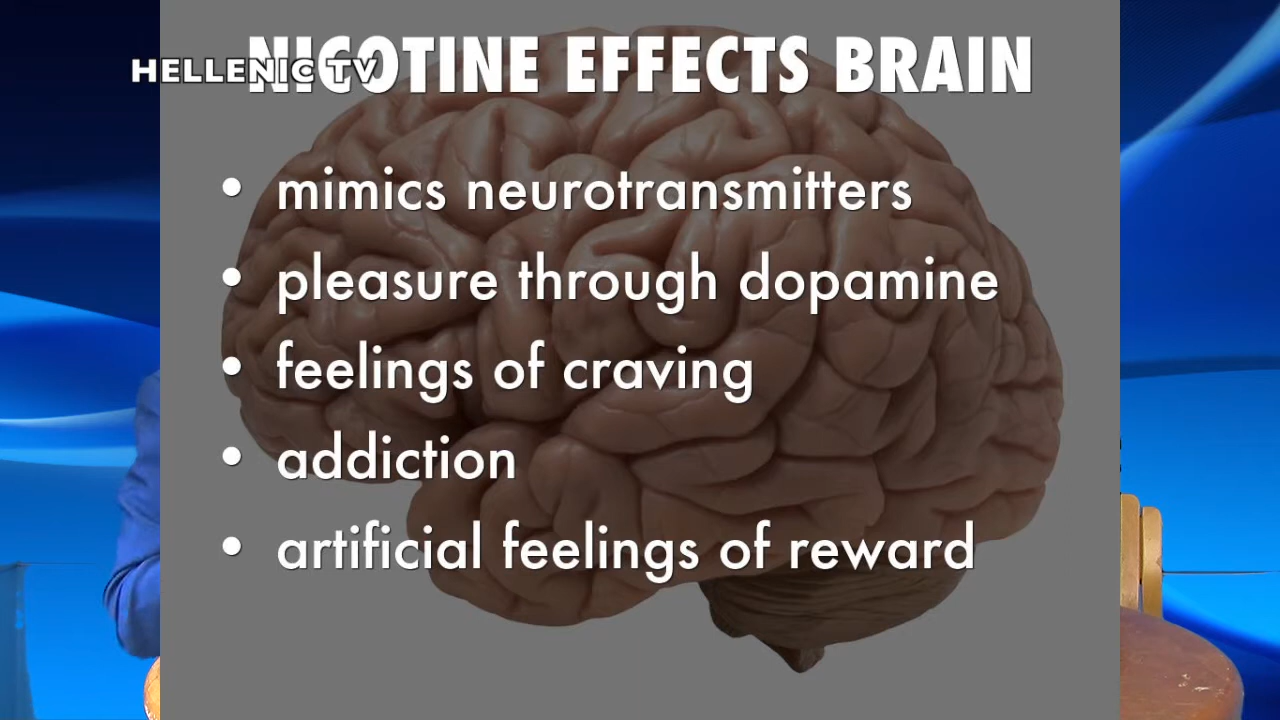 HELLENIC TV
NICOTINE EFFECTS BRAIN
• mimics neurotransmitters
• pleasure through dopamine
• feelings of craving
• addiction
• artificial feelings of reward